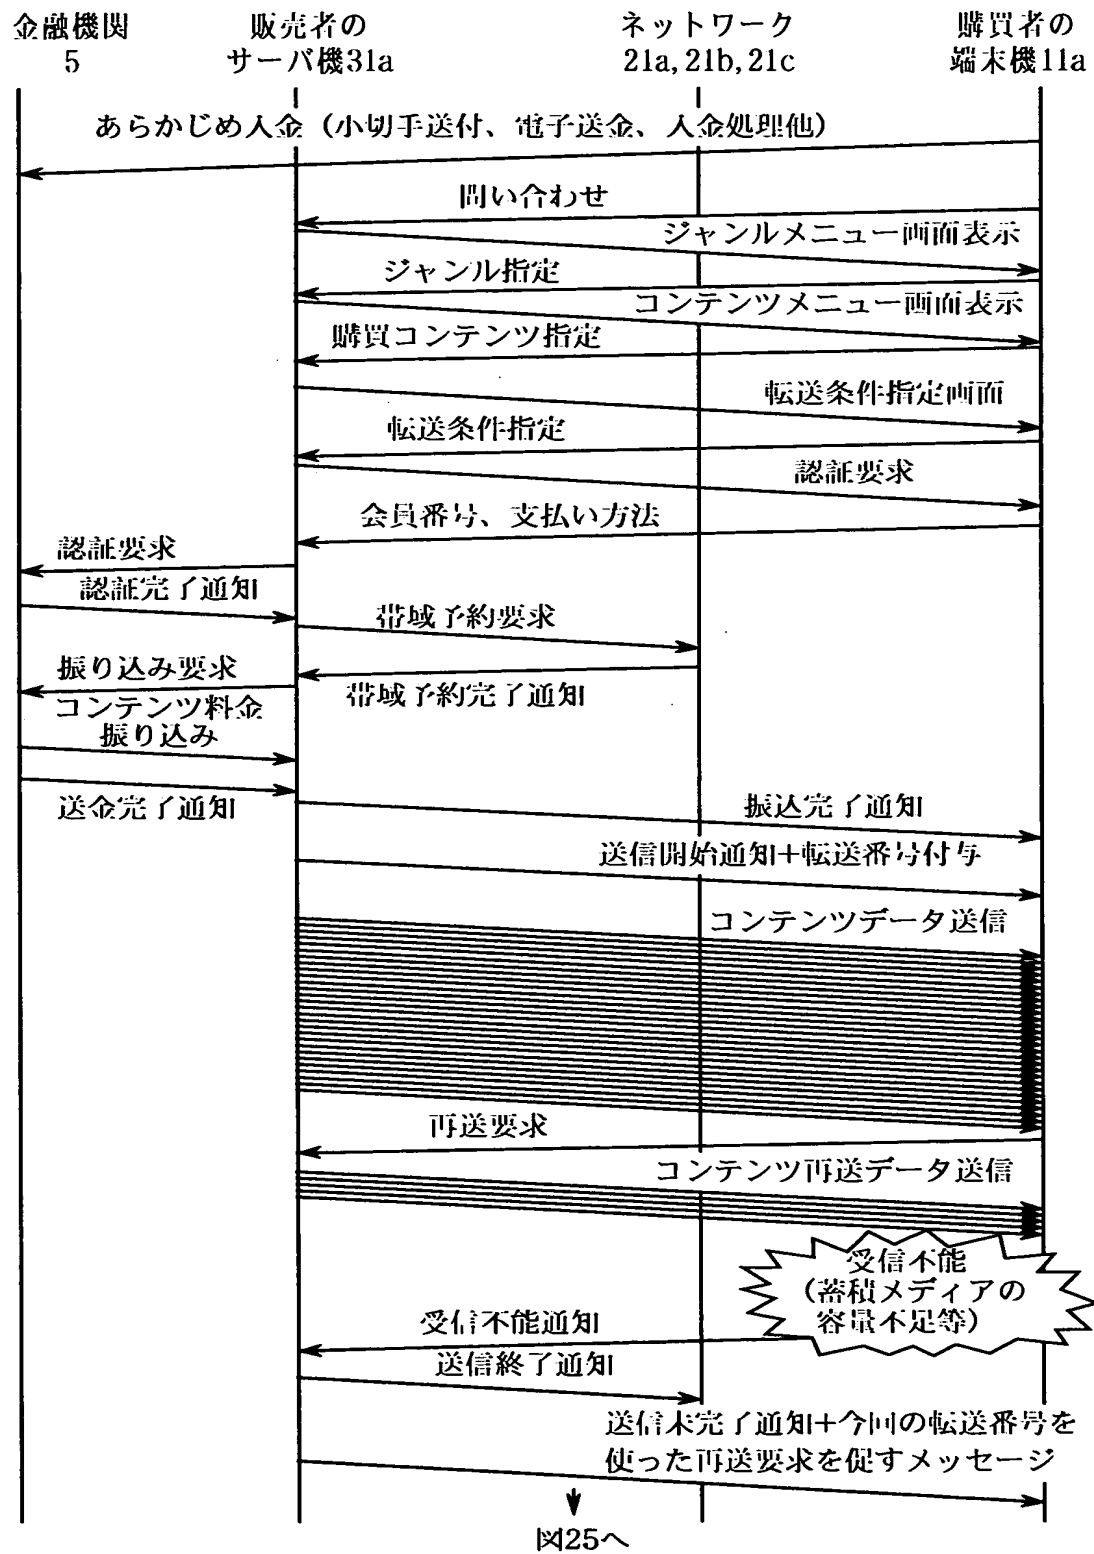 金融機関
5
販売者の
サーバ機31a
ネットワーク
21a, 21b, 21c
購買者の
端末機11a
あらかじめ入金（小切手送付、電子送金、入金処理他）
問い合わせ
ジャンルメニュー画面表示
ジャンル指定
コンテンツメニュー画面表示
購買コンテンツ指定
転送条件指定画面
転送条件指定
認証要求
会員番号、支払い方法
認証要求
認証完了通知
帯域予約要求
帯域予約完了通知
振り込み要求
コンテンツ料金
振り込み
送金完了通知
振込完了通知
送信開始通知+転送番号付与
コンテンツデータ送信
再送要求
コンテンツ再送データ送信
受信不能
（蓄積メディアの
容量不足等）
受信不能通知
送信終了通知
送信未完了通知+今回の転送番号を
使った再送要求を促すメッセージ
図25へ